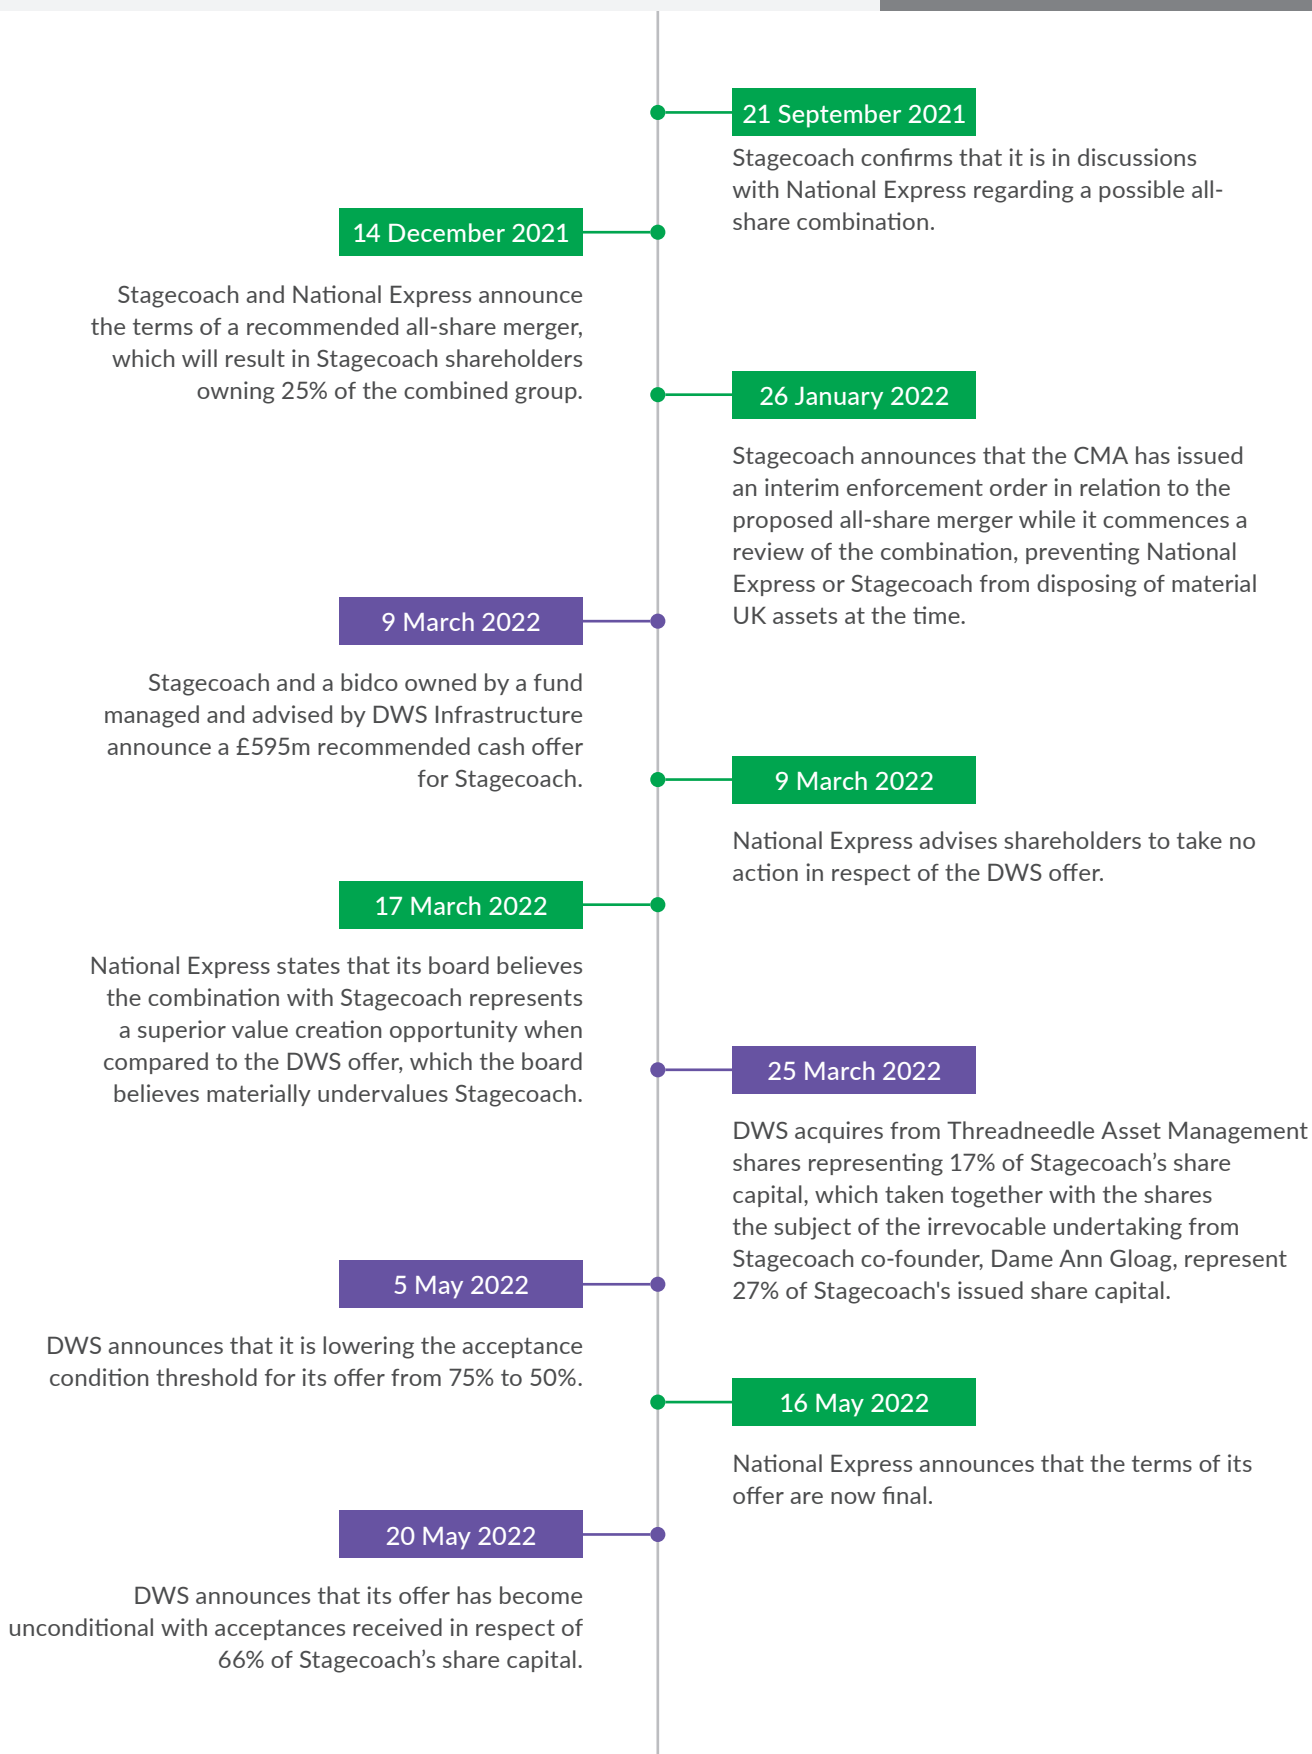 21 September 2021
Stagecoach confirms that it is in discussions
with National Express regarding a possible all-
share combination.
14 December 2021
Stagecoach and National Express announce
the terms of a recommended all-share merger,
which will result in Stagecoach shareholders
owning 25% of the combined group.
26 January 2022
Stagecoach announces that the CMA has issued
an interim enforcement order in relation to the
proposed all-share merger while it commences a
review of the combination, preventing National
Express or Stagecoach from disposing of material
UK assets at the time.
9 March 2022
Stagecoach and a bidco owned by a fund
managed and advised by DWS Infrastructure
announce a £595m recommended cash offer
for Stagecoach.
9 March 2022
National Express advises shareholders to take no
action in respect of the DWS offer.
17 March 2022
National Express states that its board believes
the combination with Stagecoach represents
a superior value creation opportunity when
compared to the DWS offer, which the board
believes materially undervalues Stagecoach.
25 March 2022
DWS acquires from Threadneedle Asset Management
shares representing 17% of Stagecoach’s share
capital, which taken together with the shares
the subject of the irrevocable undertaking from
Stagecoach co-founder, Dame Ann Gloag, represent
27% of Stagecoach's issued share capital.
5 May 2022
DWS announces that it is lowering the acceptance
condition threshold for its offer from 75% to 50%.
16 May 2022
National Express announces that the terms of its
offer are now final.
20 May 2022
DWS announces that its offer has become
unconditional with acceptances received in respect of
66% of Stagecoach’s share capital.